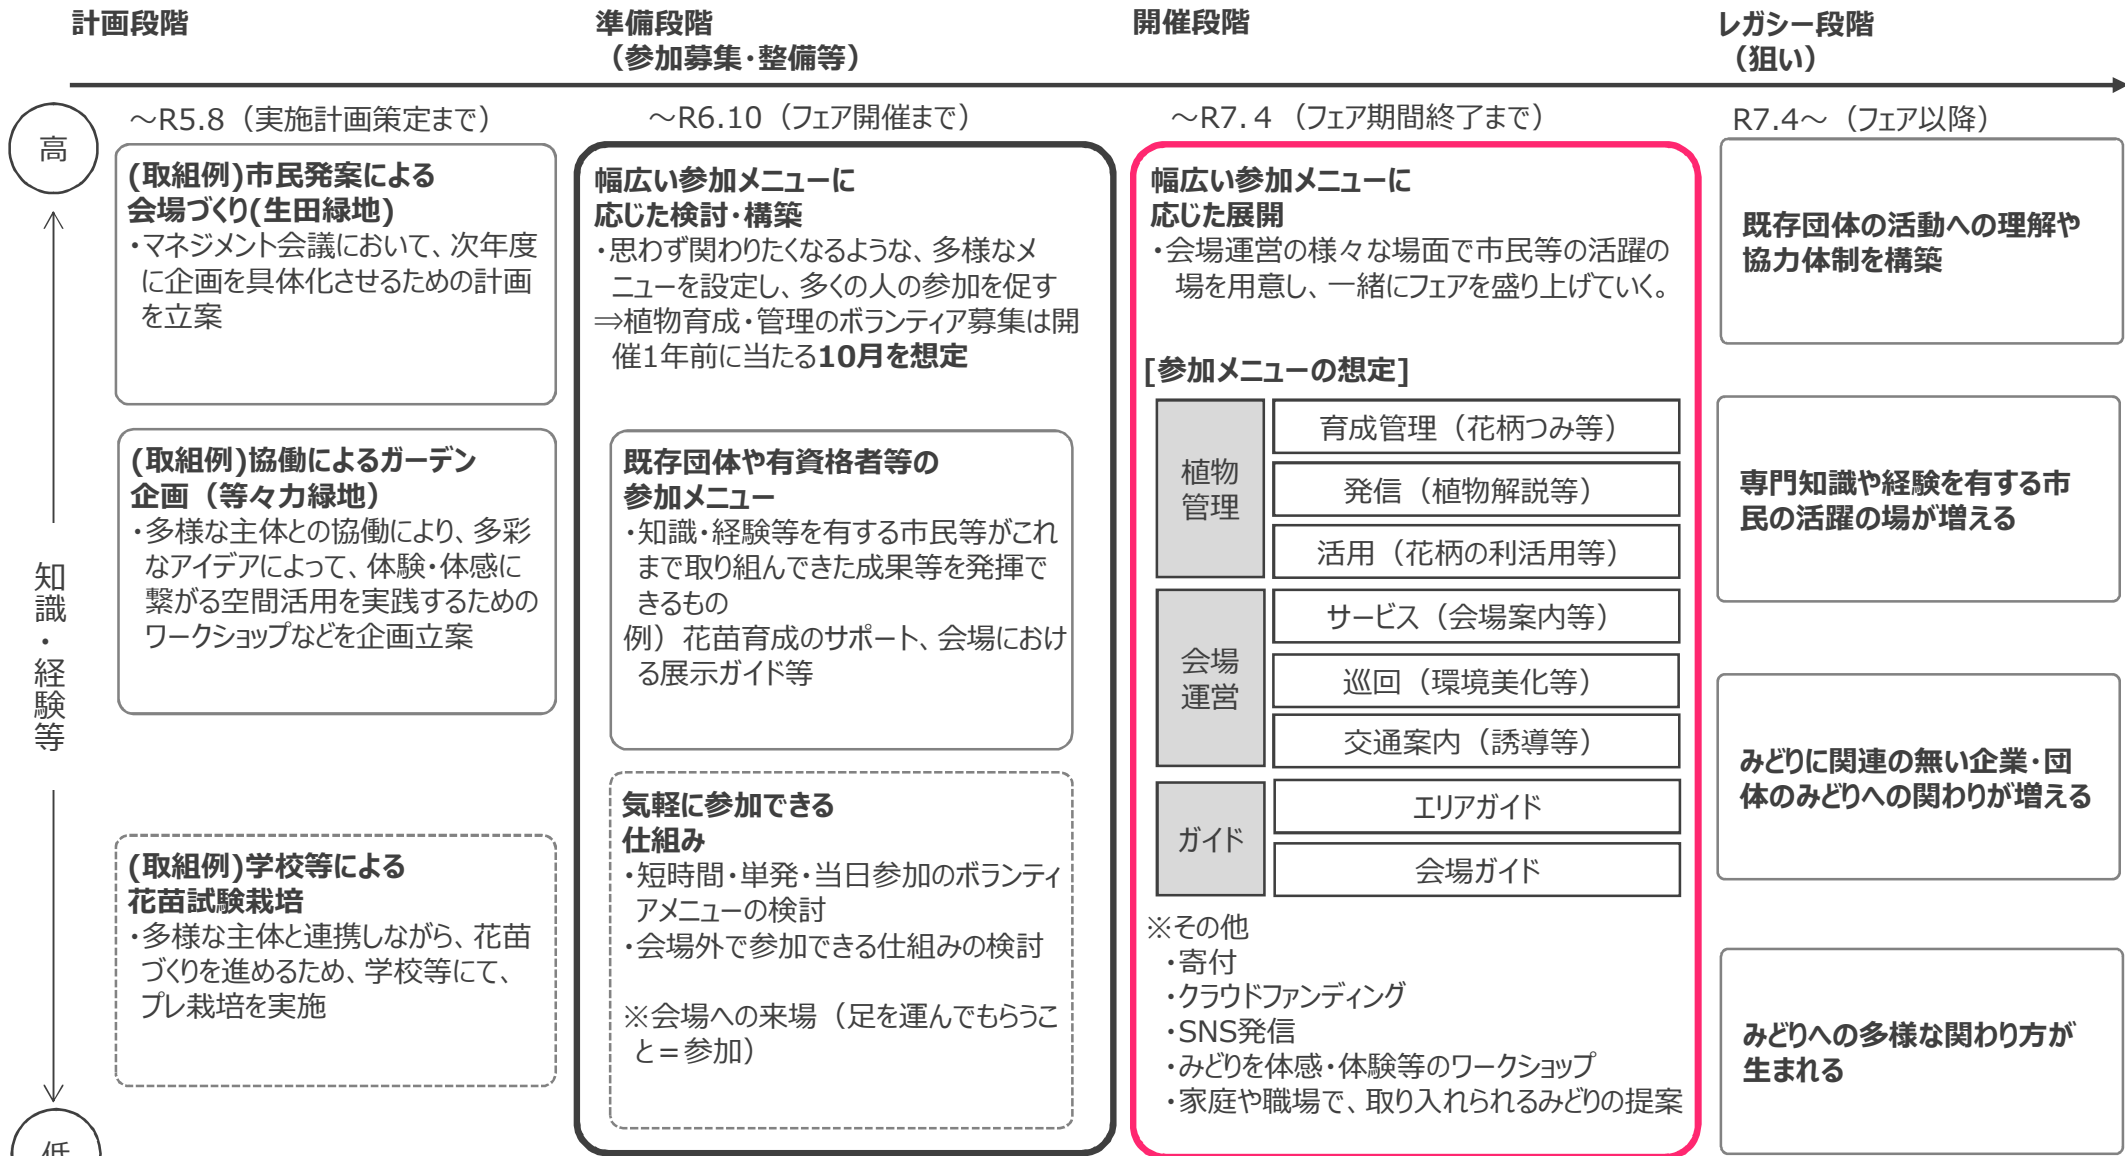 計画段階
準備段階
（参加募集・整備等）
開催段階
レガシー段階
（狙い）
～R5.8（実施計画策定まで）
～R6.10（フェア開催まで）
～R7.４（フェア期間終了まで）
R7.4～（フェア以降）
高
知識・経験等
低
(取組例)市民発案による
会場づくり(生田緑地)
・マネジメント会議において、次年度
に企画を具体化させるための計画
を立案
(取組例)協働によるガーデン
企画（等々力緑地）
・多様な主体との協働により、多彩
なアイデアによって、体験・体感に
繋がる空間活用を実践するための
ワークショップなどを企画立案
(取組例)学校等による
花苗試験栽培
・多様な主体と連携しながら、花苗
づくりを進めるため、学校等にて、
プレ栽培を実施
幅広い参加メニューに
応じた検討・構築
・思わず関わりたくなるような、多様なメ
ニューを設定し、多くの人の参加を促す
⇒植物育成・管理のボランティア募集は開
催1年前に当たる10月を想定
既存団体や有資格者等の
参加メニュー
・知識・経験等を有する市民等がこれ
まで取り組んできた成果等を発揮で
きるもの
例）花苗育成のサポート、会場におけ
る展示ガイド等
気軽に参加できる
仕組み
・短時間・単発・当日参加のボランティ
アメニューの検討
・会場外で参加できる仕組みの検討
※会場への来場（足を運んでもらうこ
と＝参加）
幅広い参加メニューに
応じた展開
・会場運営の様々な場面で市民等の活躍の
場を用意し、一緒にフェアを盛り上げていく。
[参加メニューの想定]
植物
管理
育成管理（花柄つみ等）
発信（植物解説等）
活用（花柄の利活用等）
会場
運営
サービス（会場案内等）
巡回（環境美化等）
交通案内（誘導等）
ガイド
エリアガイド
会場ガイド
※その他
・寄付
・クラウドファンディング
・SNS発信
・みどりを体感・体験等のワークショップ
・家庭や職場で、取り入れられるみどりの提案
既存団体の活動への理解や
協力体制を構築
専門知識や経験を有する市
民の活躍の場が増える
みどりに関連の無い企業・団
体のみどりへの関わりが増える
みどりへの多様な関わり方が
生まれる